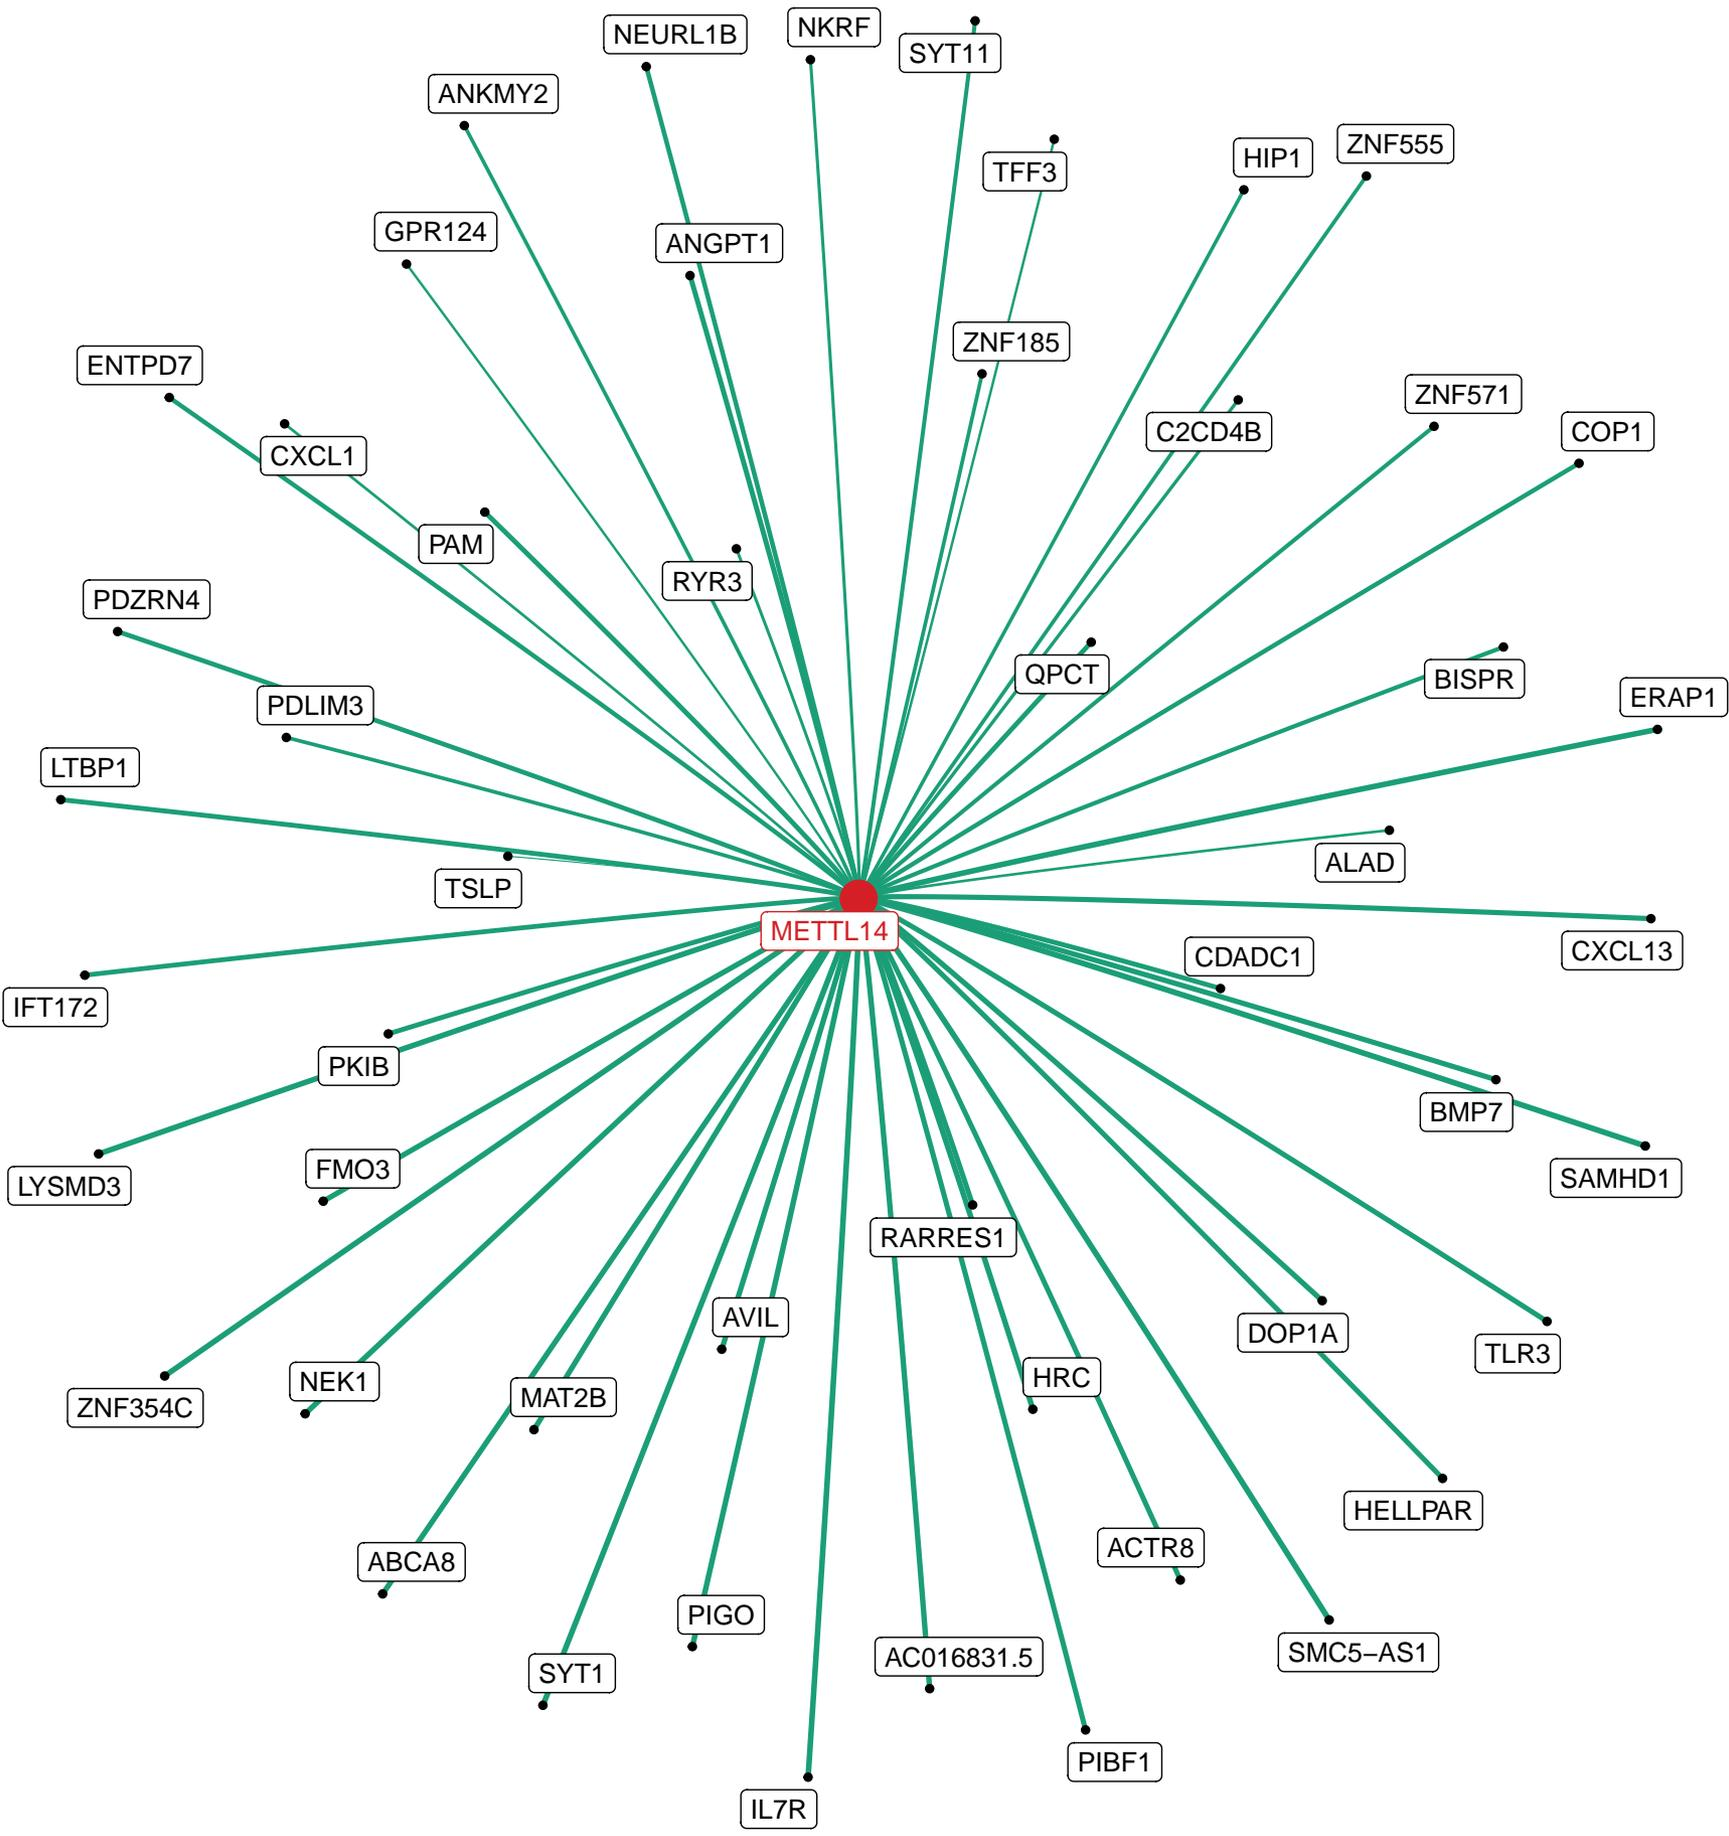 NKRF
NEURL1B
SYT11
ANKMY2
ZNF555
HIP1
TFF3
GPR124
ANGPT1
ZNF185
ENTPD7
ZNF571
C2CD4B
COP1
CXCL1
PAM
RYR3
PDZRN4
QPCT
BISPR
ERAP1
PDLIM3
LTBP1
ALAD
TSLP
METTL14
CXCL13
CDADC1
IFT172
PKIB
BMP7
FMO3
SAMHD1
LYSMD3
RARRES1
AVIL
DOP1A
TLR3
HRC
NEK1
MAT2B
ZNF354C
HELLPAR
ACTR8
ABCA8
PIGO
SMC5−AS1
AC016831.5
SYT1
PIBF1
IL7R